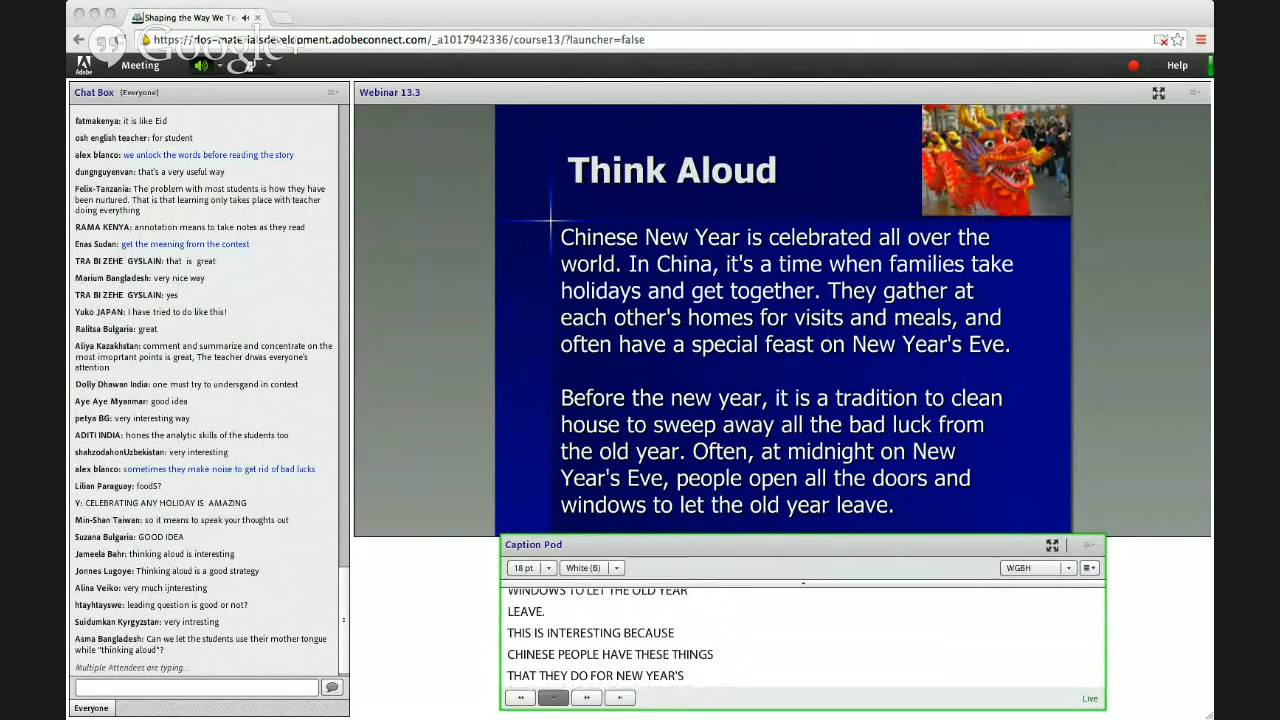 Shaping the Way We Te
Google+
https://dos-materialsdevelopment.adobeconnect.com/_a1017942336/course13/?launcher=false
Adobe
Meeting
Help
Chat Box (Everyone)
fatmakenya: it is like Eid
osh english teacher: for student
alex blanco: we unlock the words before reading the story
dungnguyenvan: that's a very useful way
Felix-Tanzania: The problem with most students is how they have
been nurtured. That is that learning only takes place with teacher
doing everything
RAMA KENYA: annotation means to take notes as they read
Enas Sudan: get the meaning from the context
TRA BI ZEHE GYSLAIN: that is great
Marium Bangladesh: very nice way
TRA BI ZEHE GYSLAIN: yes
Yuko JAPAN: I have tried to do like this!
Ralitsa Bulgaria: great
Aliya Kazakhstan: comment and summarize and concentrate on the
most imoprtant points is great, The teacher drwas everyone's
attention
Dolly Dhawan India: one must try to undersgand in context
Aye Aye Myanmar: good idea
petya BG: very interesting way
ADITI INDIA: hones the analytic skills of the students too
shahzodahonUzbekistan: very interesting
alex blanco: sometimes they make noise to get rid of bad lucks
Lilian Paraguay: foodS?
Y: CELEBRATING ANY HOLIDAY IS AMAZING
Min-Shan Taiwan: so it means to speak your thoughts out
Suzana Bulgaria: GOOD IDEA
Jameela Bahr: thinking aloud is interesting
Jonnes Lugoye: Thinking aloud is a good strategy
Alina Veiko: very much ijnteresting
htayhtayswe: leading question is good or not?
Suidumkan Kyrgyzstan: very intresting
Asma Bangladesh: Can we let the students use their mother tongue
while "thinking aloud"?
Multiple Attendees are typing...
Everyone
Webinar 13.3
Think Aloud
Chinese New Year is celebrated all over the
world. In China, it's a time when families take
holidays and get together. They gather at
each other's homes for visits and meals, and
often have a special feast on New Year's Eve.
Before the new year, it is a tradition to clean
house to sweep away all the bad luck from
the old year. Often, at midnight on New
Year's Eve, people open all the doors and
windows to let the old year leave.
Caption Pod
18 pt
White (B)
WGBH
WINDOWS TO LET THE OLD YEAR
LEAVE.
THIS IS INTERESTING BECAUSE
CHINESE PEOPLE HAVE THESE THINGS
THAT THEY DO FOR NEW YEAR'S
Live